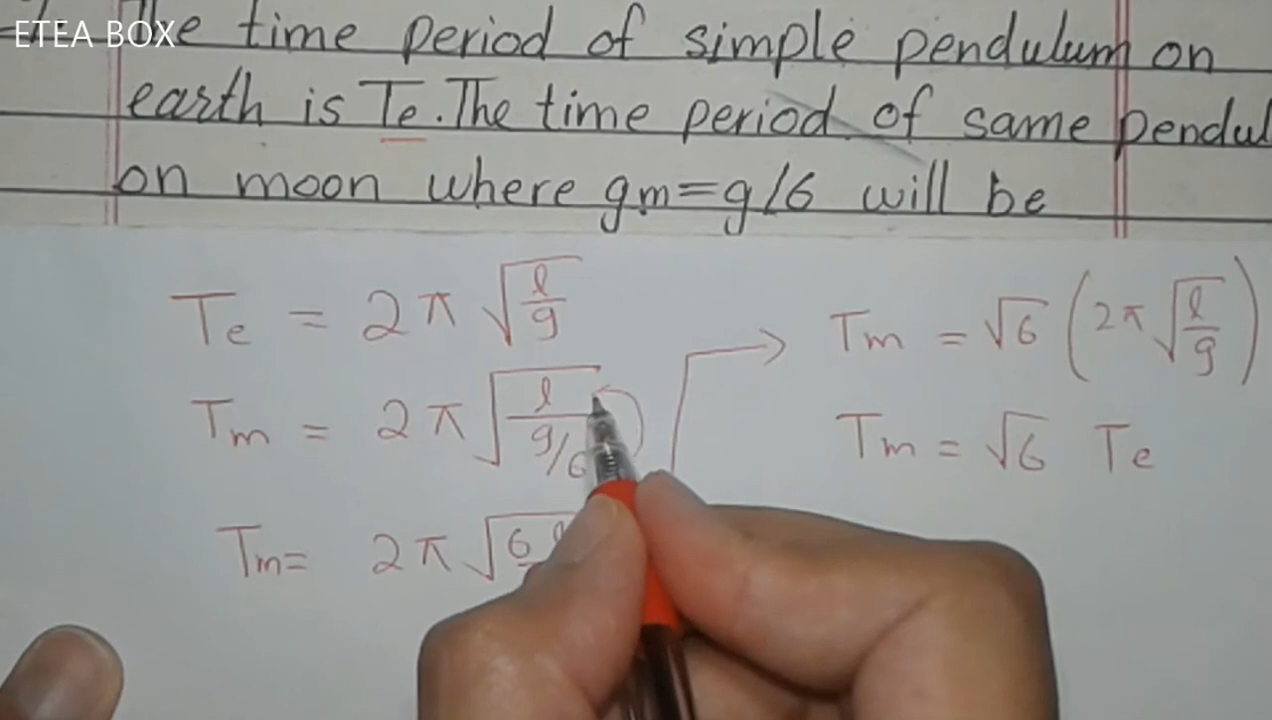 ETEA BOX
The time period of simple pendulum on
earth is Te. The time period of same pendul
on moon where gm=g/6 will be
Te = 2π √(l/g)
Tm = 2π √(l/(g/6))
Tm= 2π √6
Tm = √6 (2π √(l/g))
Tm = √6 Te